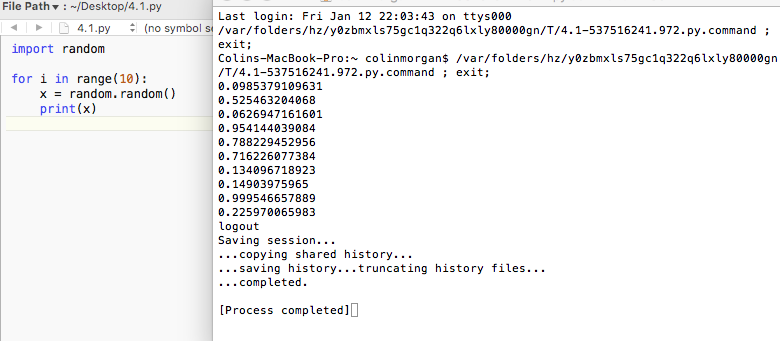 File Path ▾ : ~/Desktop/4.1.py
4.1.py (no symbol se
import random
for i in range(10):
x = random.random()
print(x)
Last login: Fri Jan 12 22:03:43 on ttys000
/var/folders/hz/y0zbmxls75gc1q322q6lxly80000gn/T/4.1-537516241.972.py.command ;
exit;
Colins-MacBook-Pro:~ colinmorgan$ /var/folders/hz/y0zbmxls75gc1q322q6lxly80000gn
/T/4.1-537516241.972.py.command ; exit;
0.0985379109631
0.525463204068
0.0626947161601
0.954144039084
0.788229452956
0.716226077384
0.134096718923
0.14903975965
0.999546657889
0.225970065983
logout
Saving session...
...copying shared history...
...saving history...truncating history files...
...completed.
[Process completed]